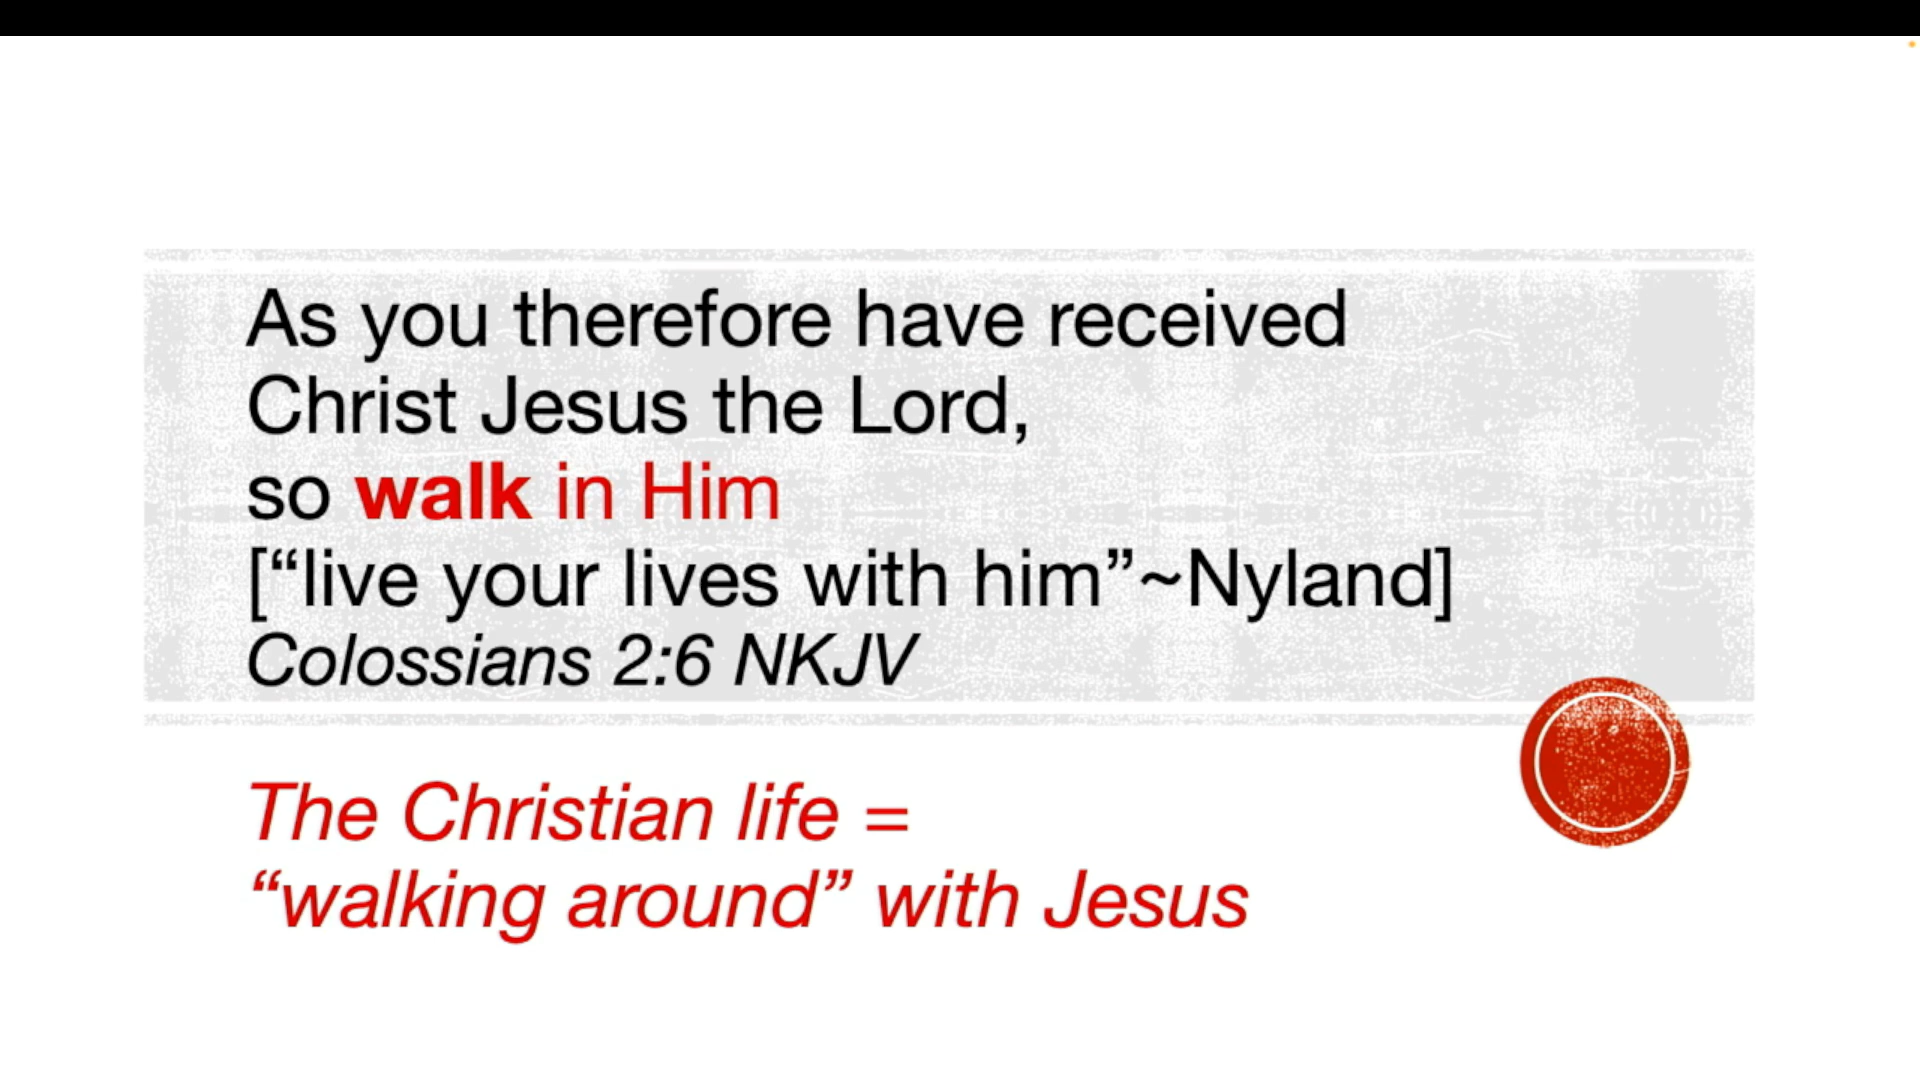 As you therefore have received
Christ Jesus the Lord,
so walk in Him
[“live your lives with him”~Nyland]
Colossians 2:6 NKJV
The Christian life =
“walking around” with Jesus